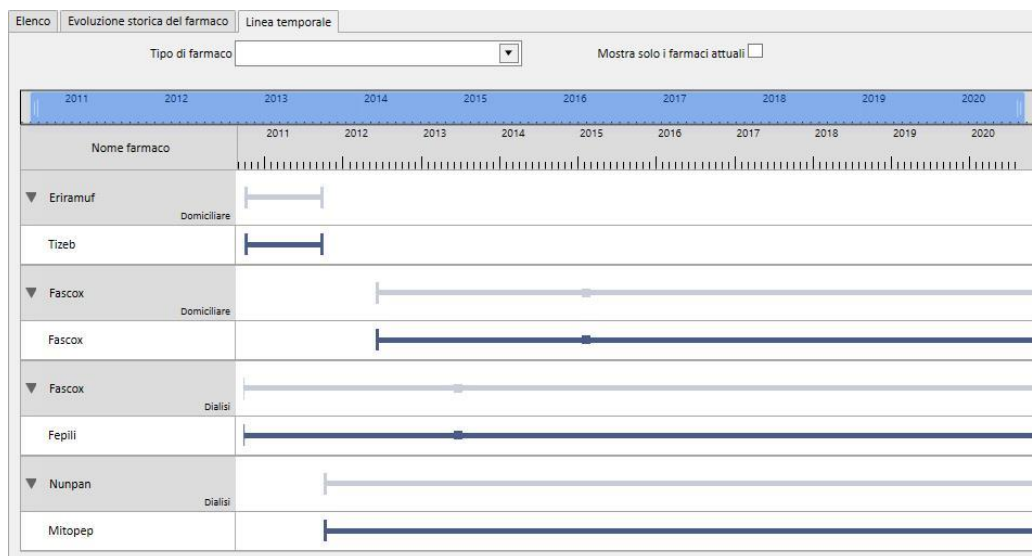 Elenco Evoluzione storica del farmaco Linea temporale
Tipo di farmaco Mostra solo i farmaci attuali
2011 2012 2013 2014 2015 2016 2017 2018 2019 2020
Nome farmaco 2011 2012 2013 2014 2015 2016 2017 2018 2019 2020
Eriramuf
Domiciliare
Tizeb
Fascox
Domiciliare
Fascox
Fascox
Dialisi
Fepili
Nunpan
Dialisi
Mitopep